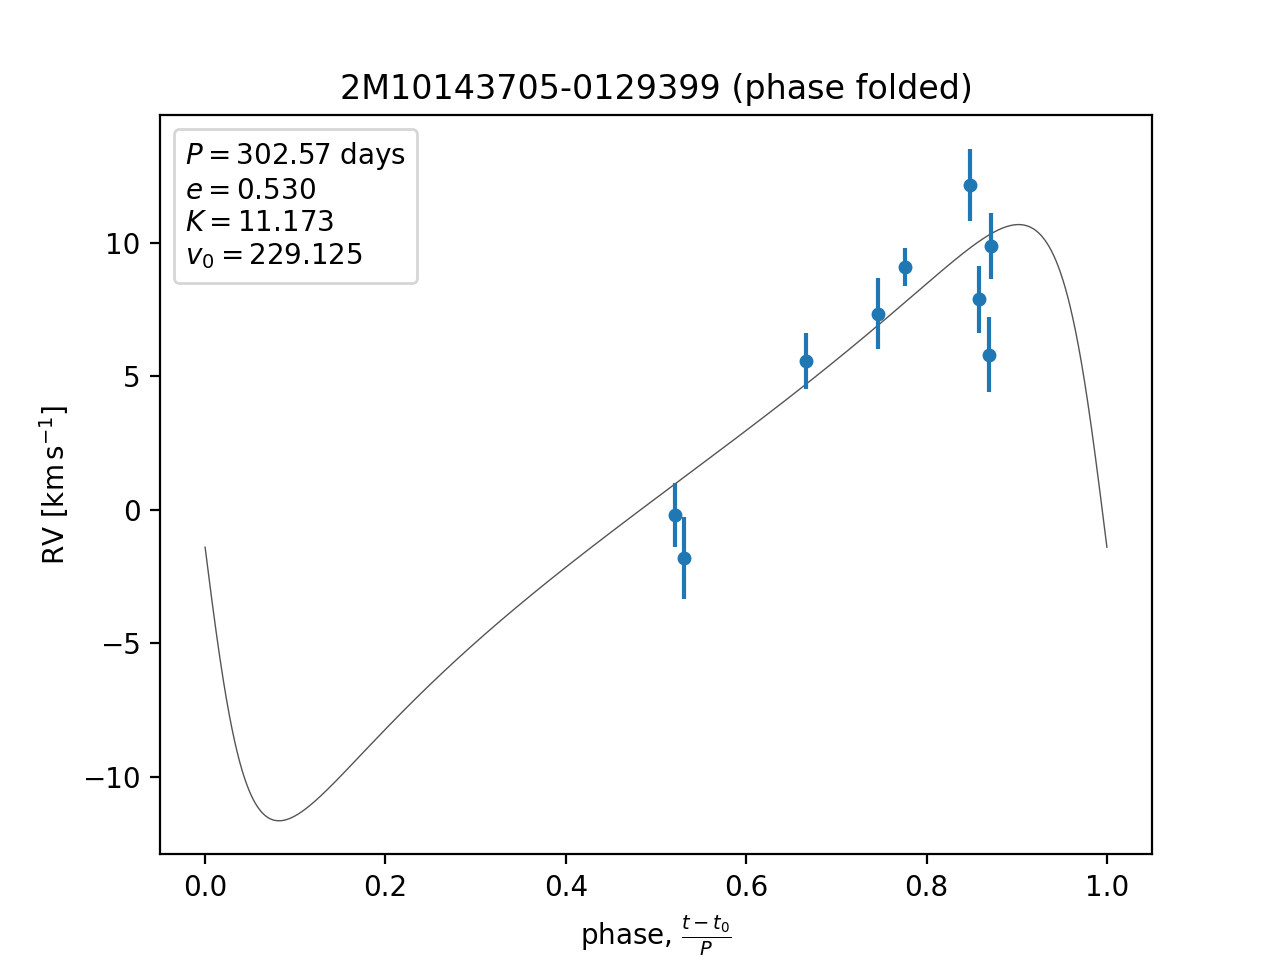 2M10143705-0129399 (phase folded)
P = 302.57 days
e = 0.530
K = 11.173
v₀ = 229.125
10
5
0
−5
−10
RV [km s⁻¹]
0.0 0.2 0.4 0.6 0.8 1.0
phase, (t − t₀)/P